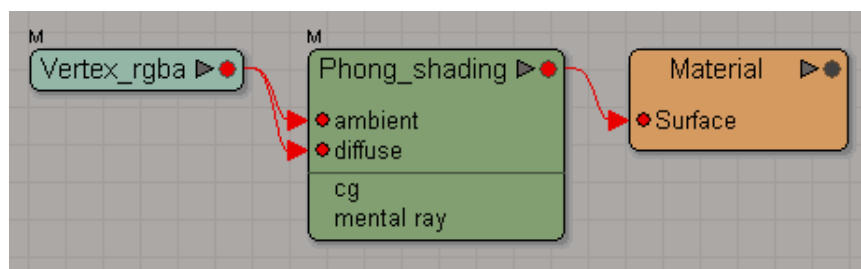 M
Vertex_rgba
M
Phong_shading
ambient
diffuse
cg
mental ray
Material
Surface